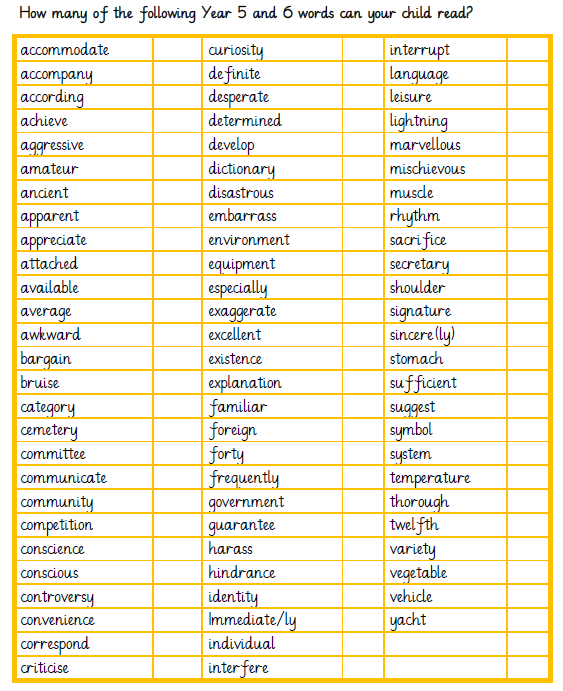 How many of the following Year 5 and 6 words can your child read?
accommodate curiosity interrupt
accompany definite language
according desperate leisure
achieve determined lightning
aggressive develop marvellous
amateur dictionary mischievous
ancient disastrous muscle
apparent embarrass rhythm
appreciate environment sacrifice
attached equipment secretary
available especially shoulder
average exaggerate signature
awkward excellent sincere(ly)
bargain existence stomach
bruise explanation sufficient
category familiar suggest
cemetery foreign symbol
committee forty system
communicate frequently temperature
community government thorough
competition guarantee twelfth
conscience harass variety
conscious hindrance vegetable
controversy identity vehicle
convenience Immediate/ly yacht
correspond individual
criticise interfere